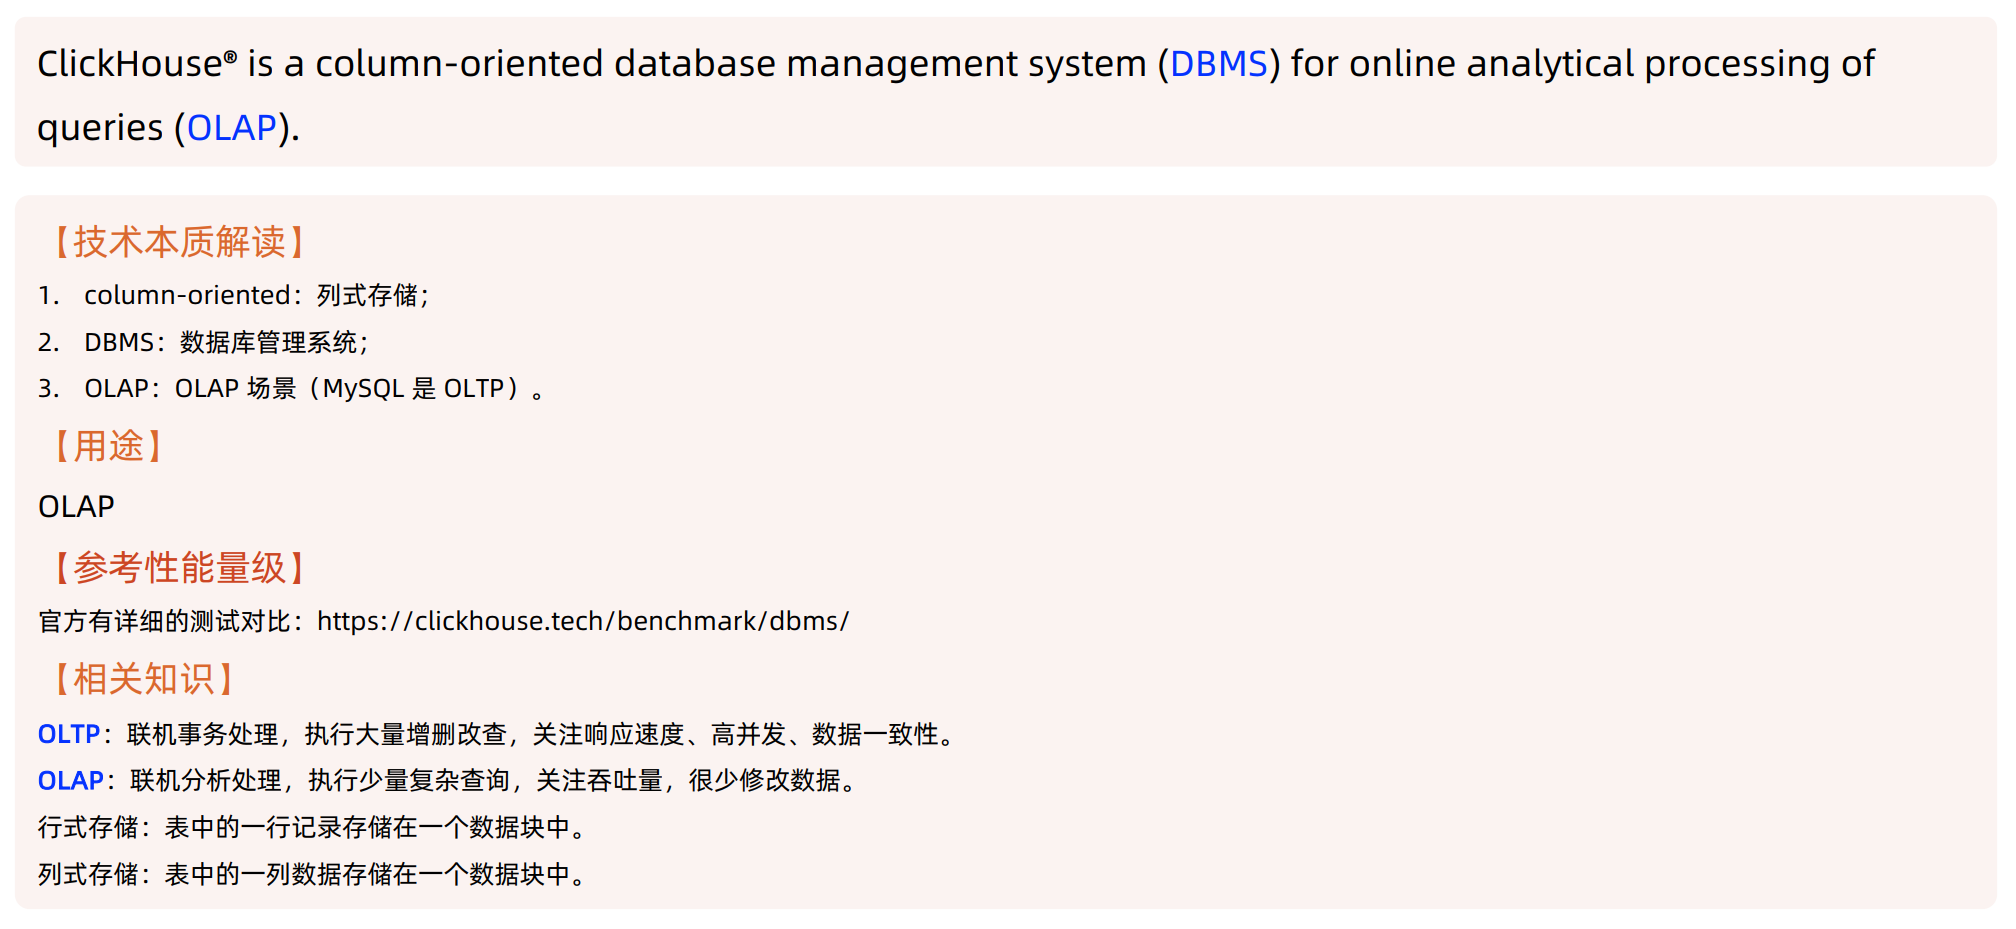 ClickHouse® is a column-oriented database management system (DBMS) for online analytical processing of
queries (OLAP).
【技术本质解读】
1. column-oriented：列式存储；
2. DBMS：数据库管理系统；
3. OLAP：OLAP 场景（MySQL 是 OLTP）。
【用途】
OLAP
【参考性能量级】
官方有详细的测试对比：https://clickhouse.tech/benchmark/dbms/
【相关知识】
OLTP：联机事务处理，执行大量增删改查，关注响应速度、高并发、数据一致性。
OLAP：联机分析处理，执行少量复杂查询，关注吞吐量，很少修改数据。
行式存储：表中的一行记录存储在一个数据块中。
列式存储：表中的一列数据存储在一个数据块中。